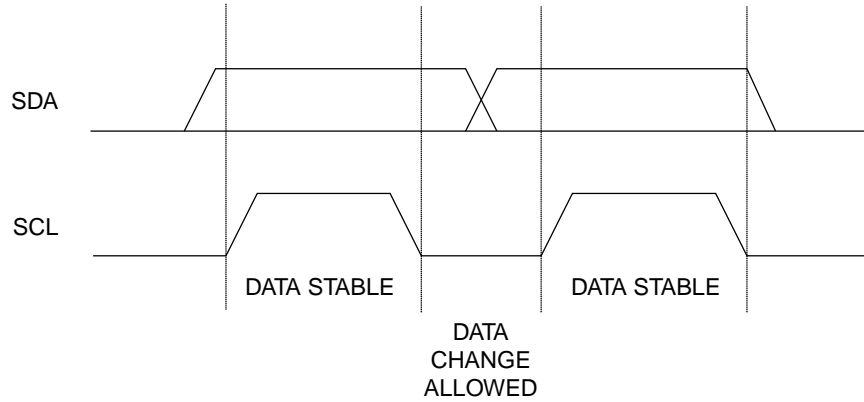 SDA
SCL
DATA STABLE
DATA STABLE
DATA
CHANGE
ALLOWED